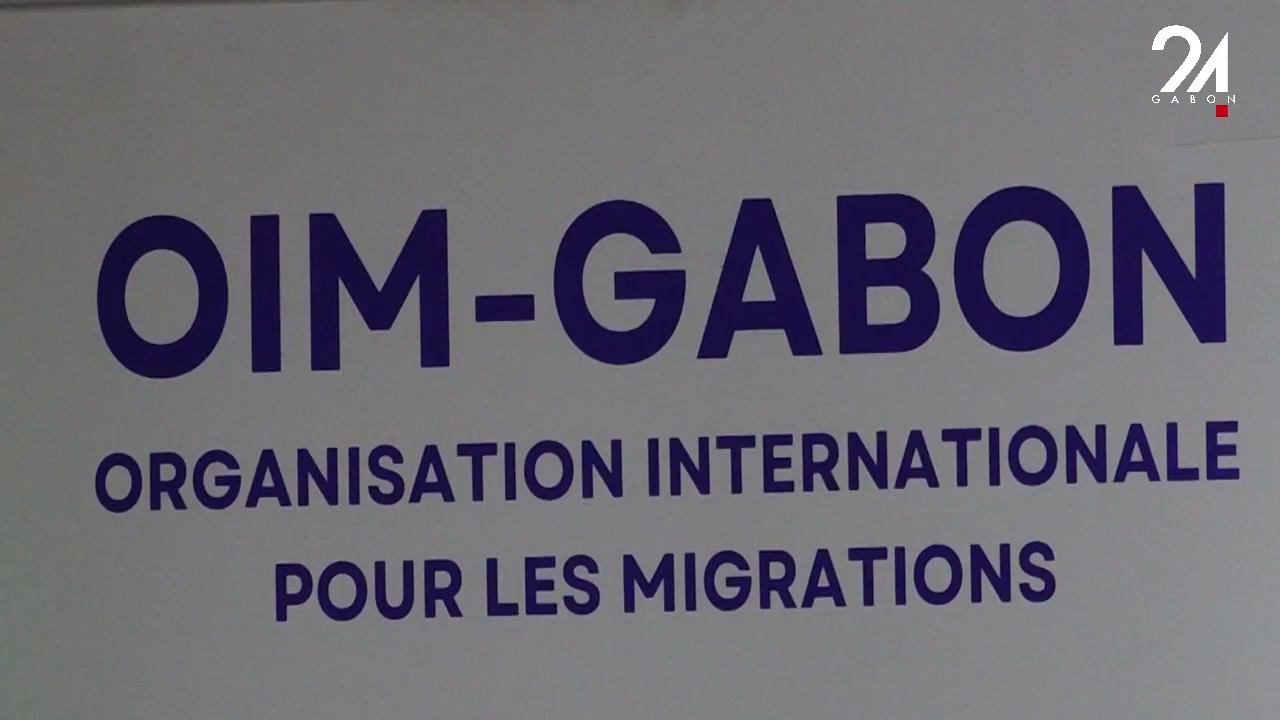 24
GABON
OIM-GABON
ORGANISATION INTERNATIONALE
POUR LES MIGRATIONS